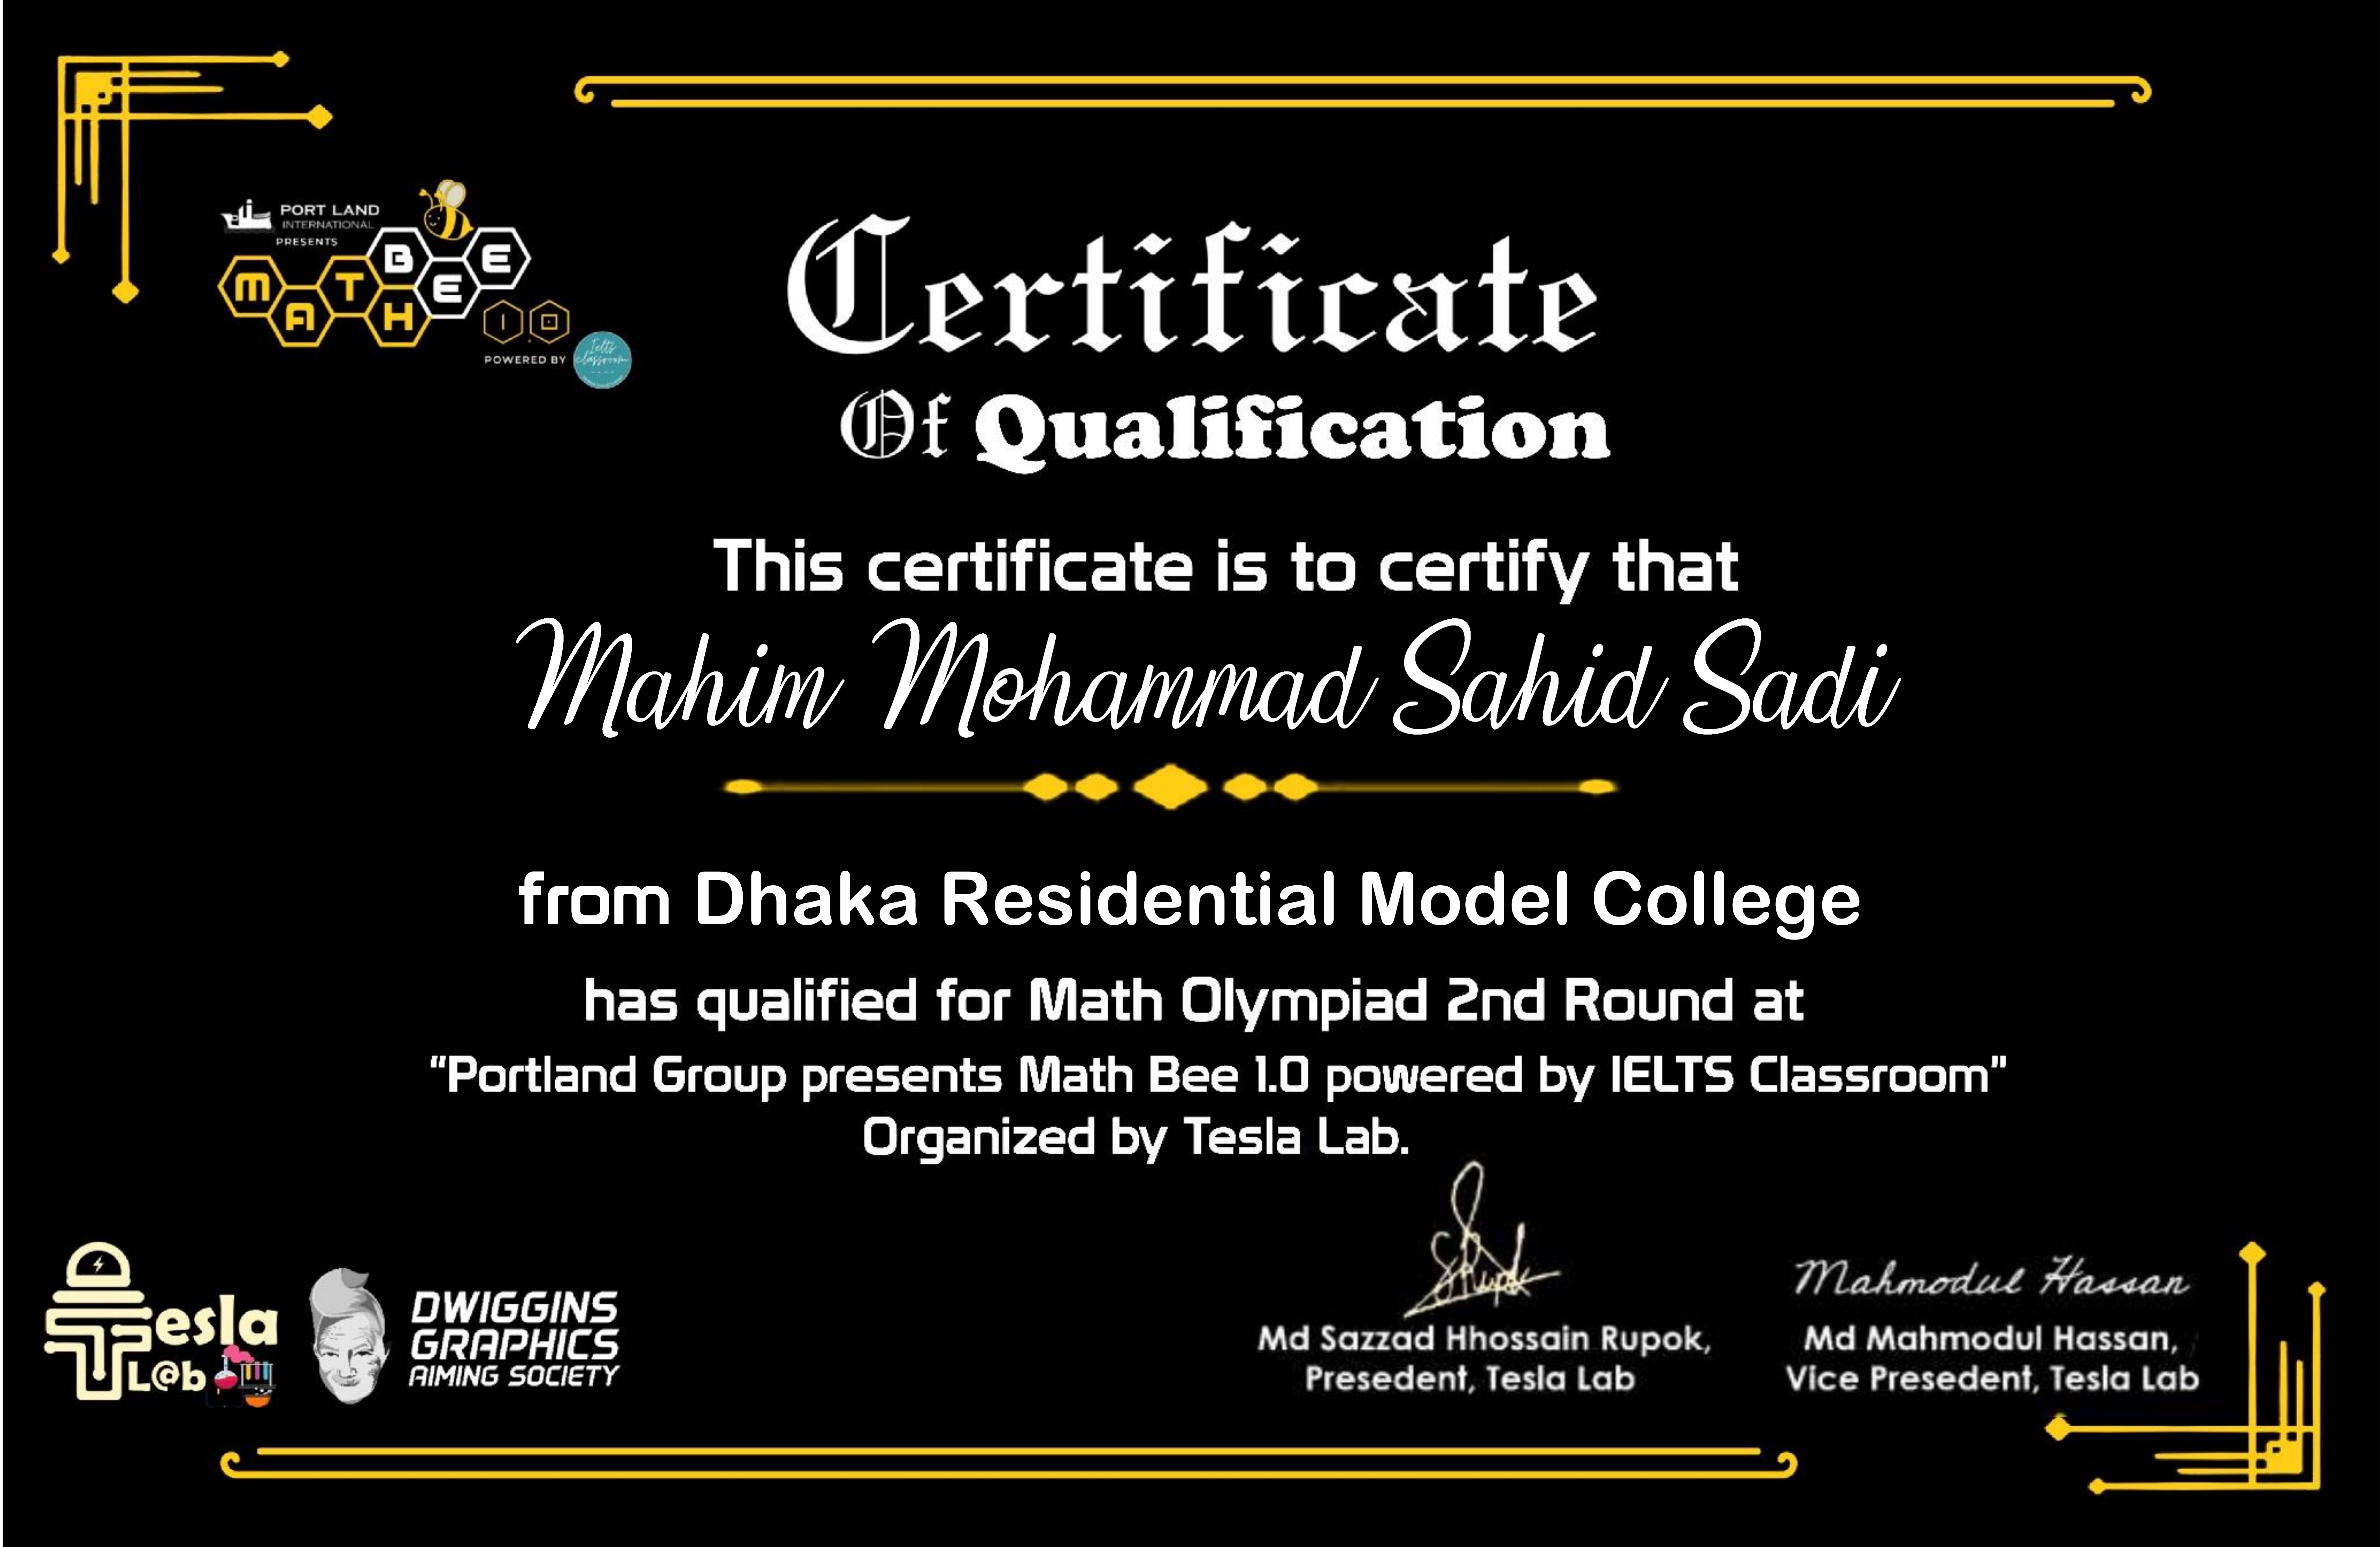 PORT LAND
INTERNATIONAL
PRESENTS
MATH BEE
1.0
POWERED BY
Ielts
classroom
Certificate
Of Qualification
This certificate is to certify that
Mahim Mohammad Sahid Sadi
from Dhaka Residential Model College
has qualified for Math Olympiad 2nd Round at
“Portland Group presents Math Bee 1.0 powered by IELTS Classroom”
Organized by Tesla Lab.
Tesla
L@b
DWIGGINS
GRAPHICS
AIMING SOCIETY
Md Sazzad Hhossain Rupok,
Presedent, Tesla Lab
Mahmodul Hassan
Md Mahmodul Hassan,
Vice Presedent, Tesla Lab